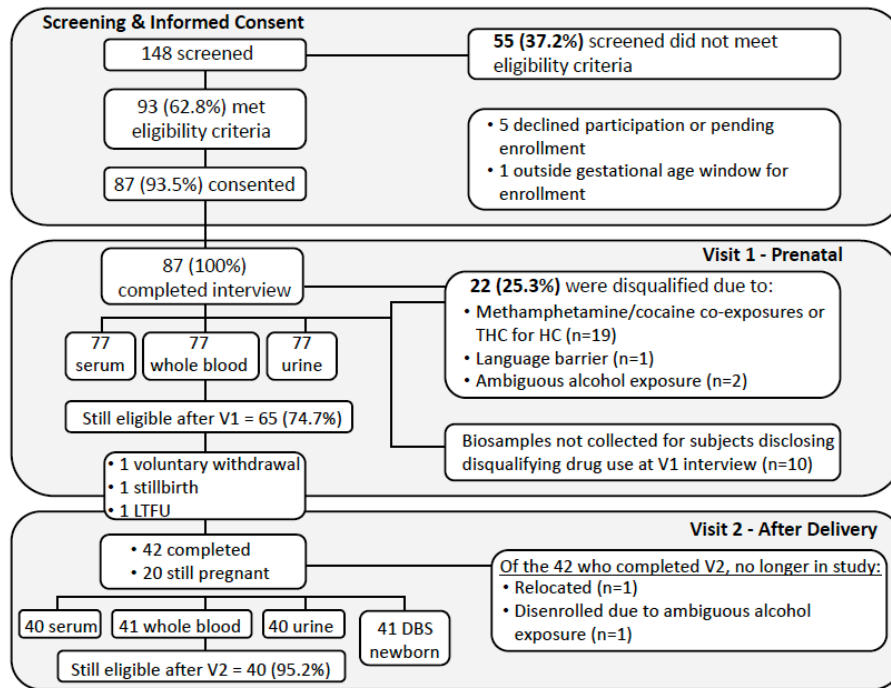 Screening & Informed Consent
148 screened
55 (37.2%) screened did not meet
eligibility criteria
93 (62.8%) met
eligibility criteria
• 5 declined participation or pending
enrollment
• 1 outside gestational age window for
enrollment
87 (93.5%) consented
Visit 1 - Prenatal
87 (100%)
completed interview
22 (25.3%) were disqualified due to:
• Methamphetamine/cocaine co-exposures or
THC for HC (n=19)
• Language barrier (n=1)
• Ambiguous alcohol exposure (n=2)
77
serum
77
whole blood
77
urine
Still eligible after V1 = 65 (74.7%)
Biosamples not collected for subjects disclosing
disqualifying drug use at V1 interview (n=10)
• 1 voluntary withdrawal
• 1 stillbirth
• 1 LTFU
Visit 2 - After Delivery
• 42 completed
• 20 still pregnant
Of the 42 who completed V2, no longer in study:
• Relocated (n=1)
• Disenrolled due to ambiguous alcohol
exposure (n=1)
40 serum
41 whole blood
40 urine
41 DBS
newborn
Still eligible after V2 = 40 (95.2%)